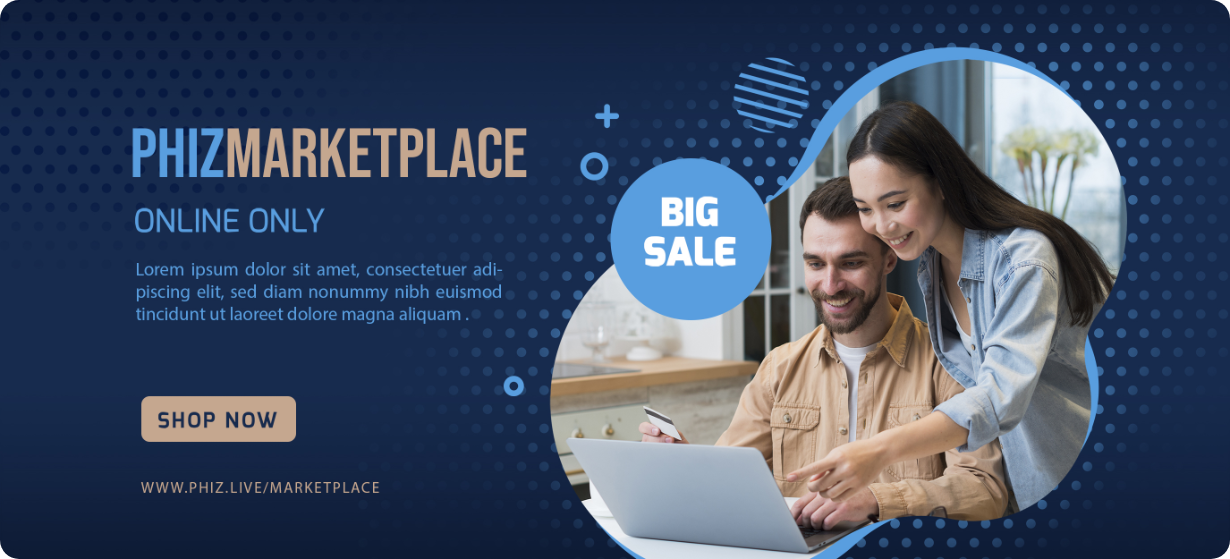 PHIZMARKETPLACE
ONLINE ONLY
Lorem ipsum dolor sit amet, consectetuer adi-
piscing elit, sed diam nonummy nibh euismod
tincidunt ut laoreet dolore magna aliquam .
BIG
SALE
SHOP NOW
WWW.PHIZ.LIVE/MARKETPLACE